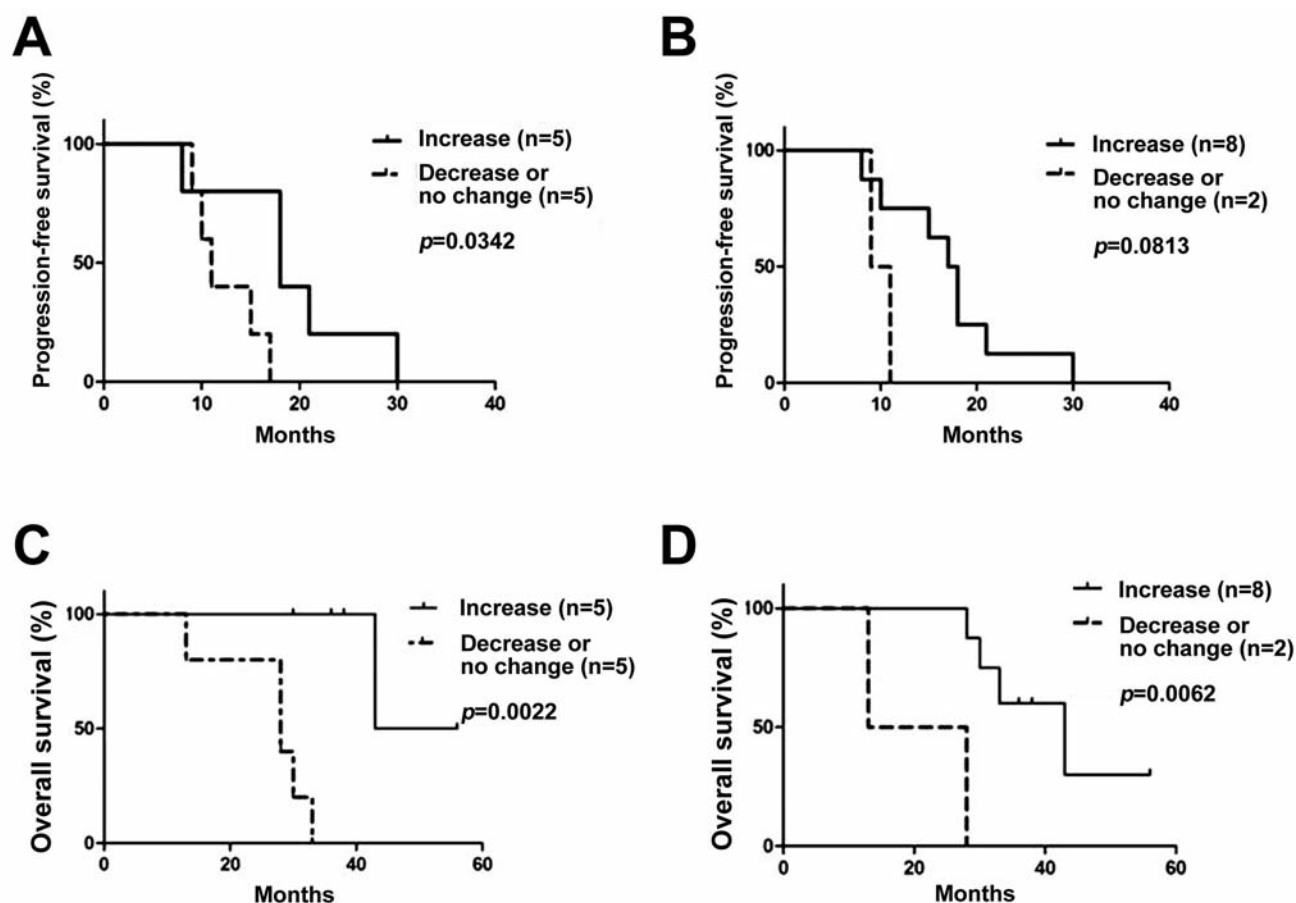 A
Progression-free survival (%)
100
50
0
0 10 20 30 40
Months
Increase (n=5)
Decrease or
no change (n=5)
p=0.0342
B
Progression-free survival (%)
100
50
0
0 10 20 30 40
Months
Increase (n=8)
Decrease or
no change (n=2)
p=0.0813
C
Overall survival (%)
100
50
0
0 20 40 60
Months
Increase (n=5)
Decrease or
no change (n=5)
p=0.0022
D
Overall survival (%)
100
50
0
0 20 40 60
Months
Increase (n=8)
Decrease or
no change (n=2)
p=0.0062